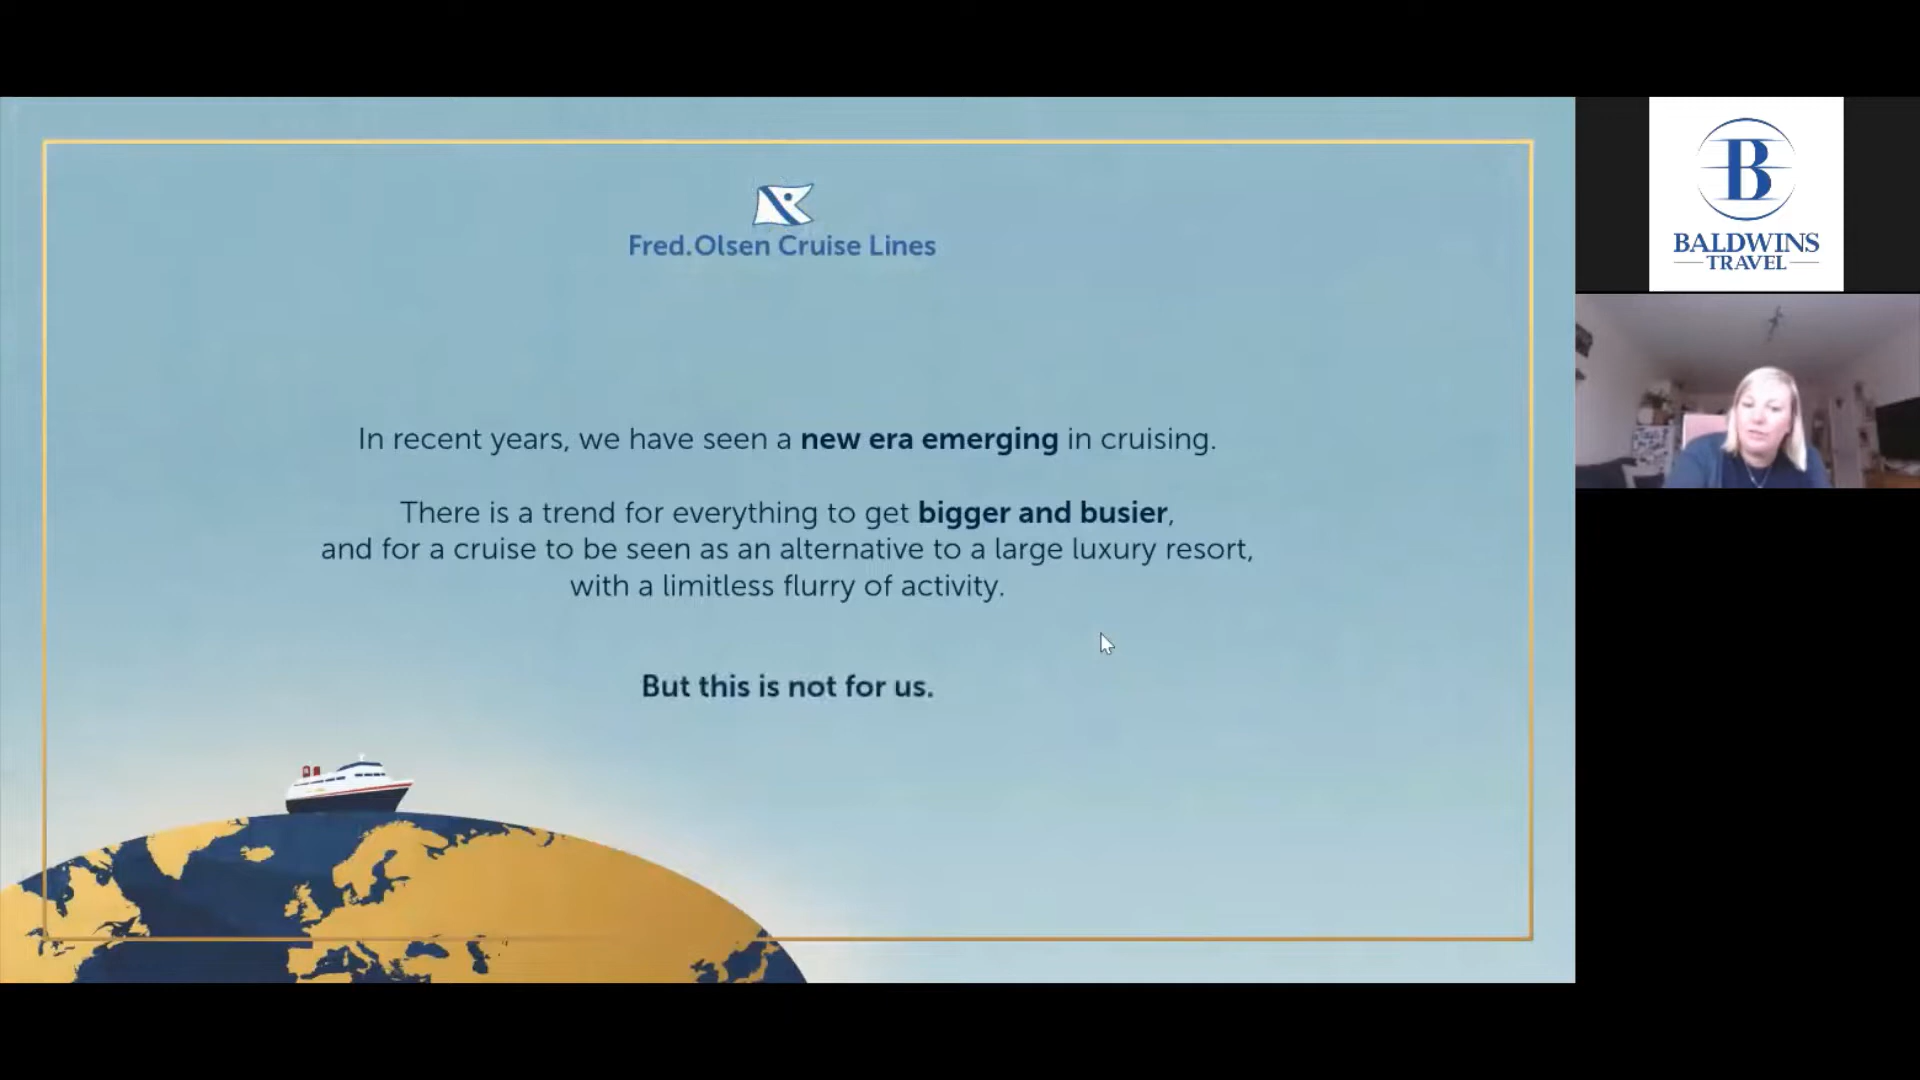 Fred.Olsen Cruise Lines
In recent years, we have seen a new era emerging in cruising.
There is a trend for everything to get bigger and busier,
and for a cruise to be seen as an alternative to a large luxury resort,
with a limitless flurry of activity.
But this is not for us.
B
BALDWINS
TRAVEL